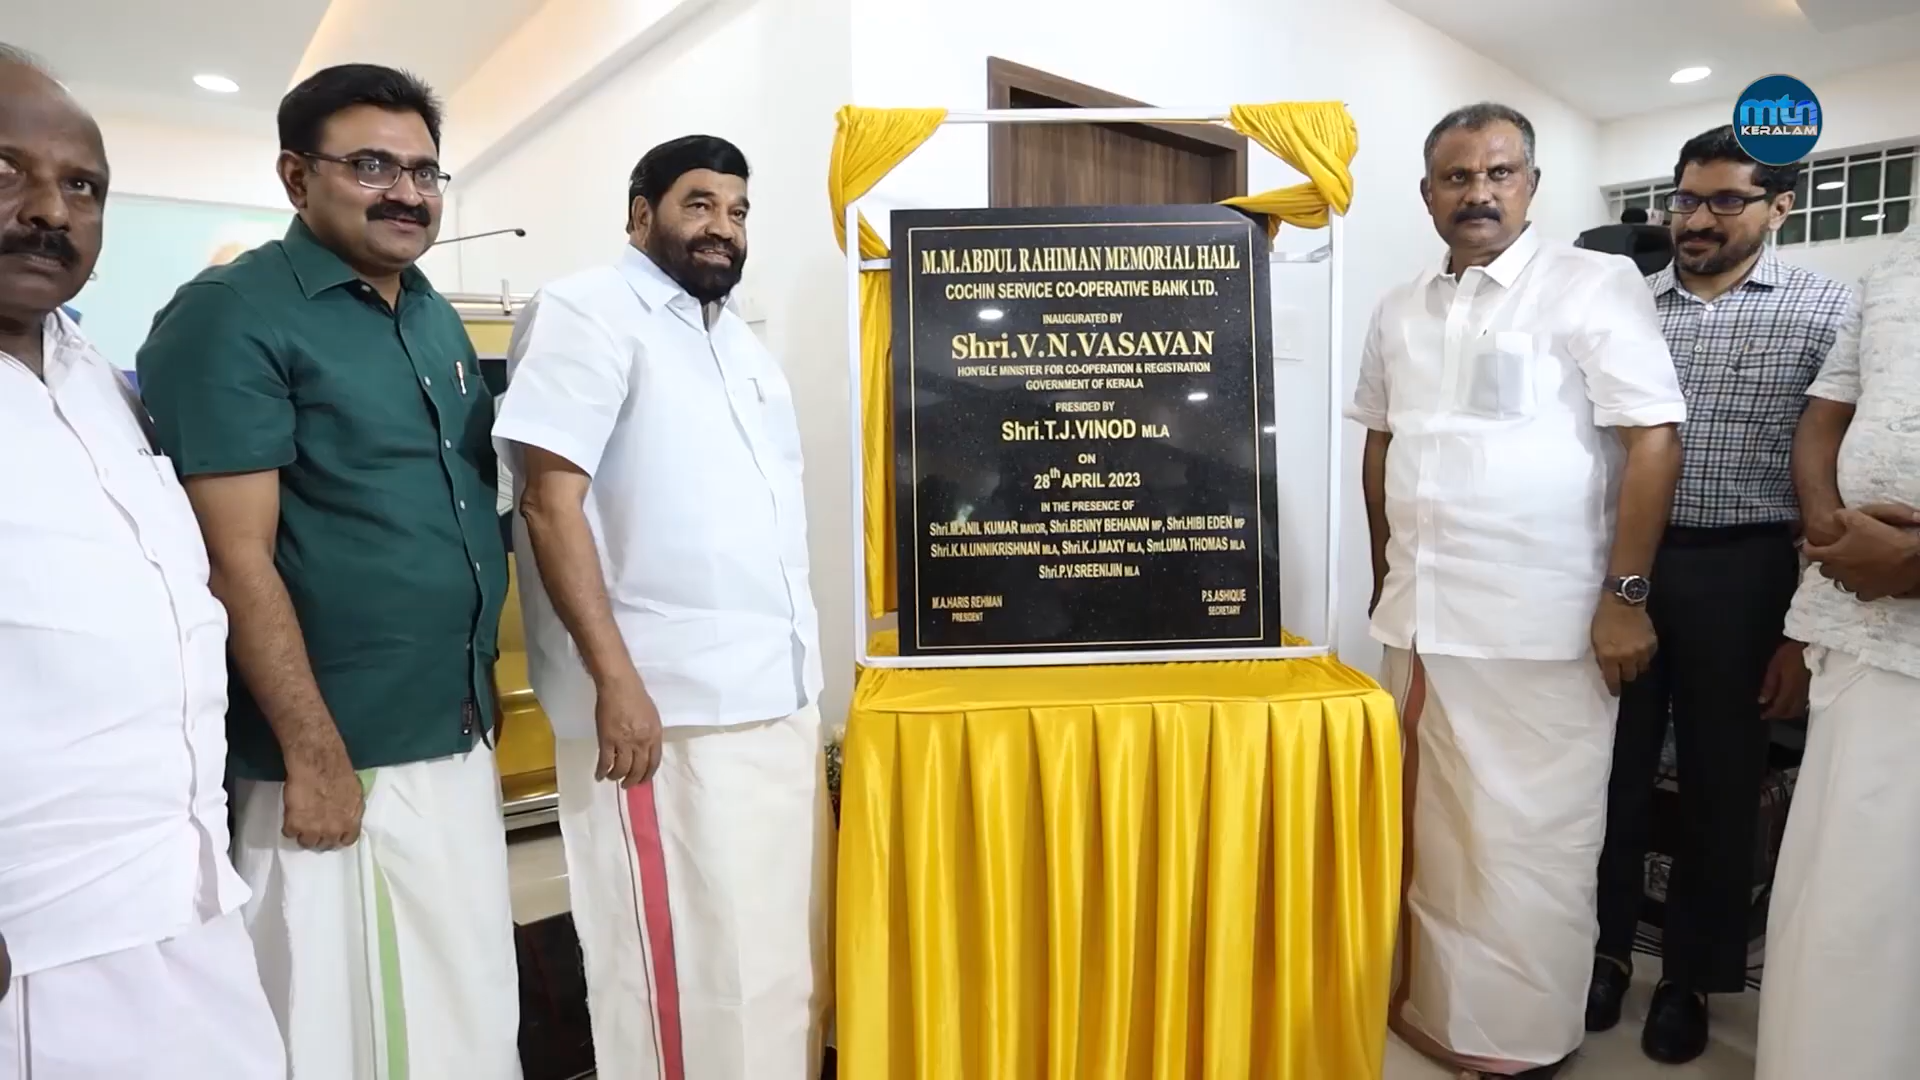 mtn
KERALAM
M.M.ABDUL RAHIMAN MEMORIAL HALL
COCHIN SERVICE CO-OPERATIVE BANK LTD.
INAUGURATED BY
Shri.V.N.VASAVAN
HON'BLE MINISTER FOR CO-OPERATION & REGISTRATION
GOVERNMENT OF KERALA
PRESIDED BY
Shri.T.J.VINOD MLA
ON
28th APRIL 2023
IN THE PRESENCE OF
Shri.M.ANIL KUMAR MAYOR, Shri.BENNY BEHANAN MP, Shri.HIBI EDEN MP
Shri.K.N.UNNIKRISHNAN MLA, Shri.K.J.MAXY MLA, Smt.UMA THOMAS MLA
Shri.P.V.SREENIJIN MLA
M.A.HARIS REHMAN
PRESIDENT
P.S.ASHIQUE
SECRETARY